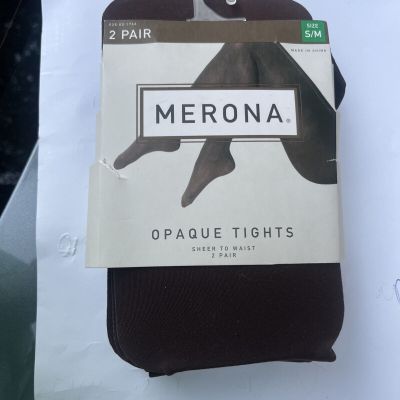 2 PAIR
SIZE
S/M
MADE IN CHINA
MERONA®
OPAQUE TIGHTS
SHEER TO WAIST
2 PAIR